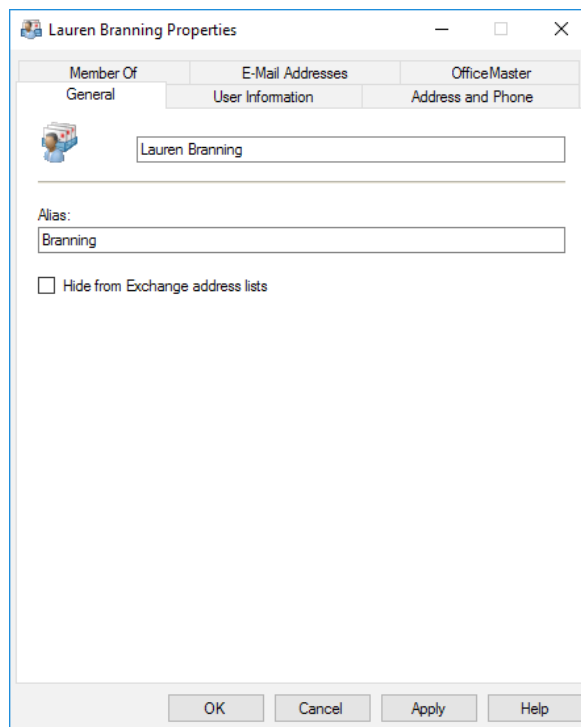 Lauren Branning Properties
Member Of E-Mail Addresses OfficeMaster
General User Information Address and Phone
Lauren Branning
Alias:
Branning
Hide from Exchange address lists
OK Cancel Apply Help